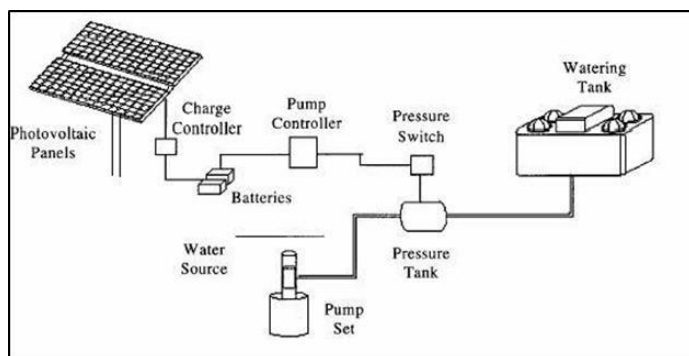 Photovoltaic
Panels
Charge
Controller
Batteries
Pump
Controller
Pressure
Switch
Watering
Tank
Water
Source
Pump
Set
Pressure
Tank